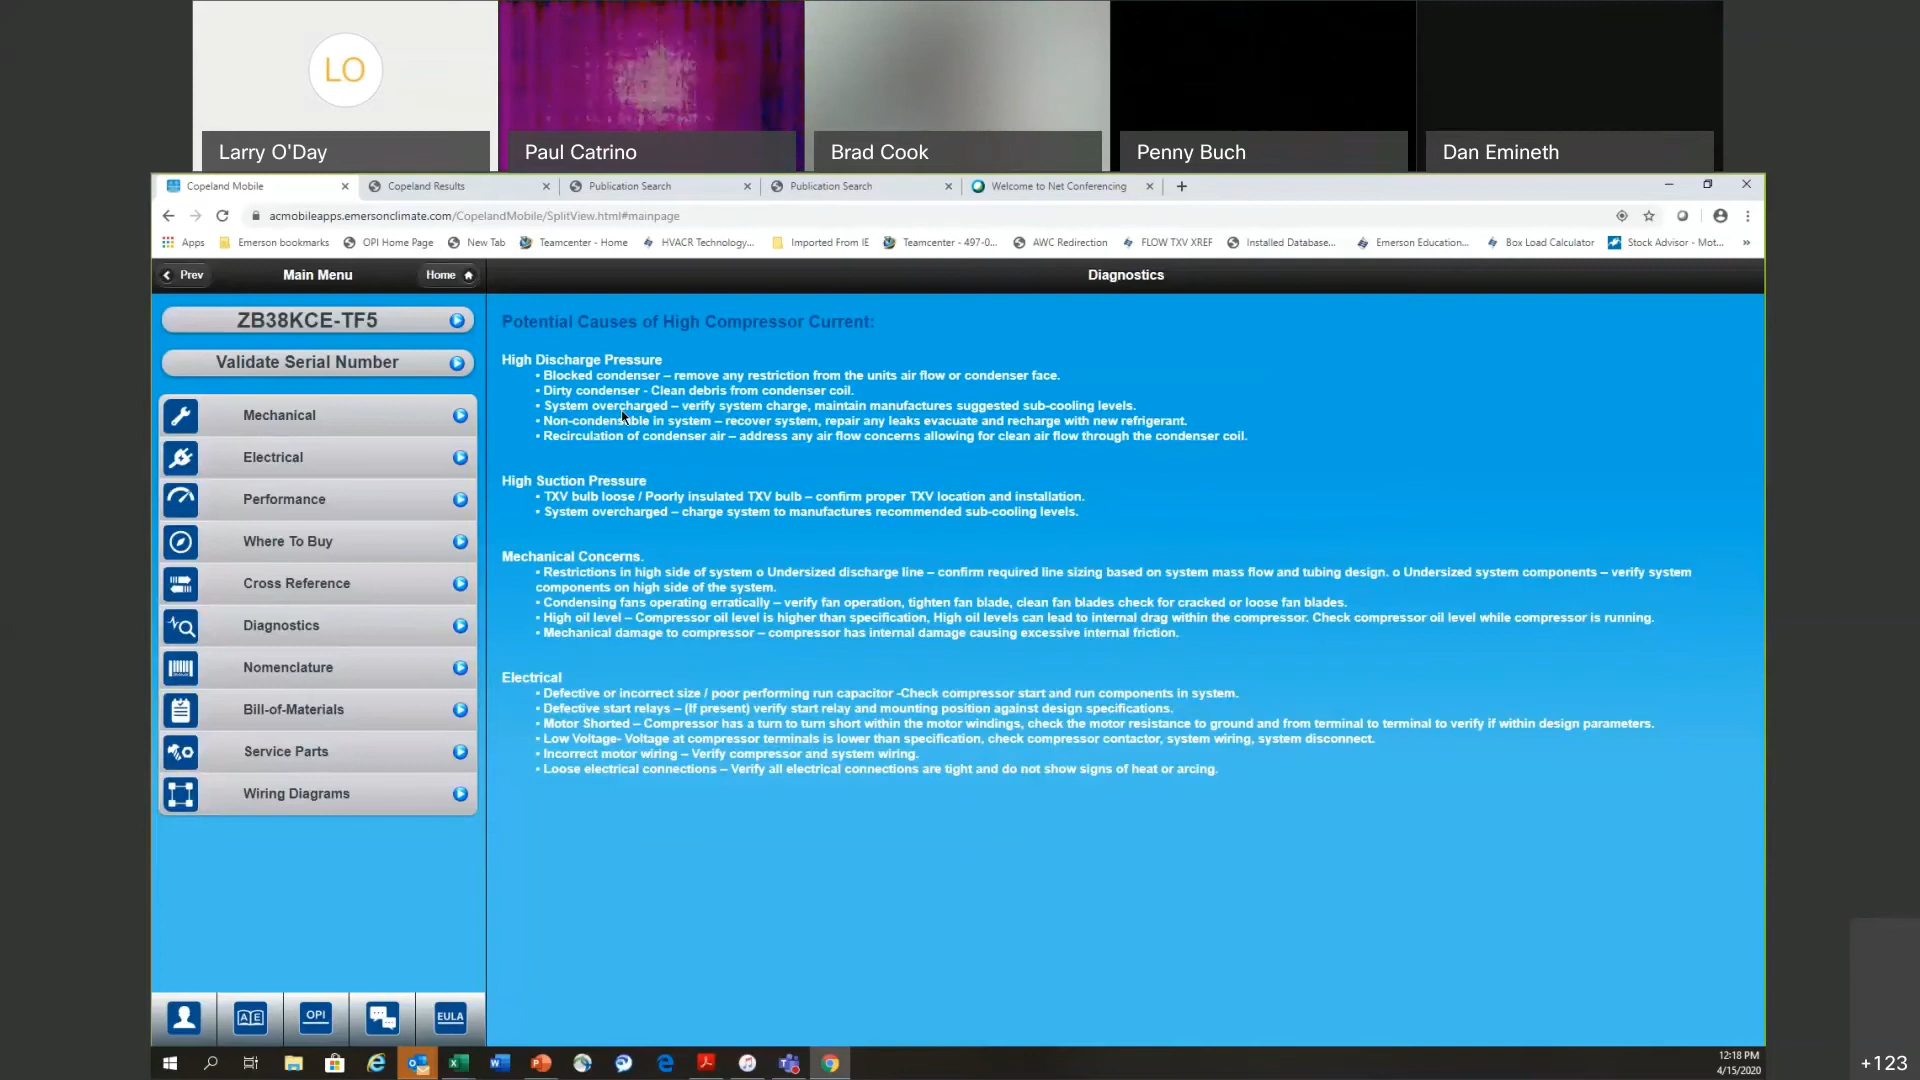 LO
Larry O'Day
Paul Catrino
Brad Cook
Penny Buch
Dan Emineth
Copeland Mobile
Copeland Results
Publication Search
Publication Search
Welcome to Net Conferencing
acmobileapps.emersonclimate.com/CopelandMobile/SplitView.html#mainpage
Apps
Emerson bookmarks
OPI Home Page
New Tab
Teamcenter - Home
HVACR Technology...
Imported From IE
Teamcenter - 497-0...
AWC Redirection
FLOW TXV XREF
Installed Database...
Emerson Education...
Box Load Calculator
Stock Advisor - Mot...
»
Prev
Main Menu
Home
Diagnostics
ZB38KCE-TF5
Validate Serial Number
Mechanical
Electrical
Performance
Where To Buy
Cross Reference
Diagnostics
Nomenclature
Bill-of-Materials
Service Parts
Wiring Diagrams
Potential Causes of High Compressor Current:
High Discharge Pressure
• Blocked condenser – remove any restriction from the units air flow or condenser face.
• Dirty condenser - Clean debris from condenser coil.
• System overcharged – verify system charge, maintain manufactures suggested sub-cooling levels.
• Non-condensable in system – recover system, repair any leaks evacuate and recharge with new refrigerant.
• Recirculation of condenser air – address any air flow concerns allowing for clean air flow through the condenser coil.
High Suction Pressure
• TXV bulb loose / Poorly insulated TXV bulb – confirm proper TXV location and installation.
• System overcharged – charge system to manufactures recommended sub-cooling levels.
Mechanical Concerns.
• Restrictions in high side of system o Undersized discharge line – confirm required line sizing based on system mass flow and tubing design. o Undersized system components – verify system
components on high side of the system.
• Condensing fans operating erratically – verify fan operation, tighten fan blade, clean fan blades check for cracked or loose fan blades.
• High oil level – Compressor oil level is higher than specification, High oil levels can lead to internal drag within the compressor. Check compressor oil level while compressor is running.
• Mechanical damage to compressor – compressor has internal damage causing excessive internal friction.
Electrical
• Defective or incorrect size / poor performing run capacitor -Check compressor start and run components in system.
• Defective start relays – (If present) verify start relay and mounting position against design specifications.
• Motor Shorted – Compressor has a turn to turn short within the motor windings, check the motor resistance to ground and from terminal to terminal to verify if within design parameters.
• Low Voltage- Voltage at compressor terminals is lower than specification, check compressor contactor, system wiring, system disconnect.
• Incorrect motor wiring – Verify compressor and system wiring.
• Loose electrical connections – Verify all electrical connections are tight and do not show signs of heat or arcing.
AE
OPI
EULA
12:18 PM
4/15/2020
+123